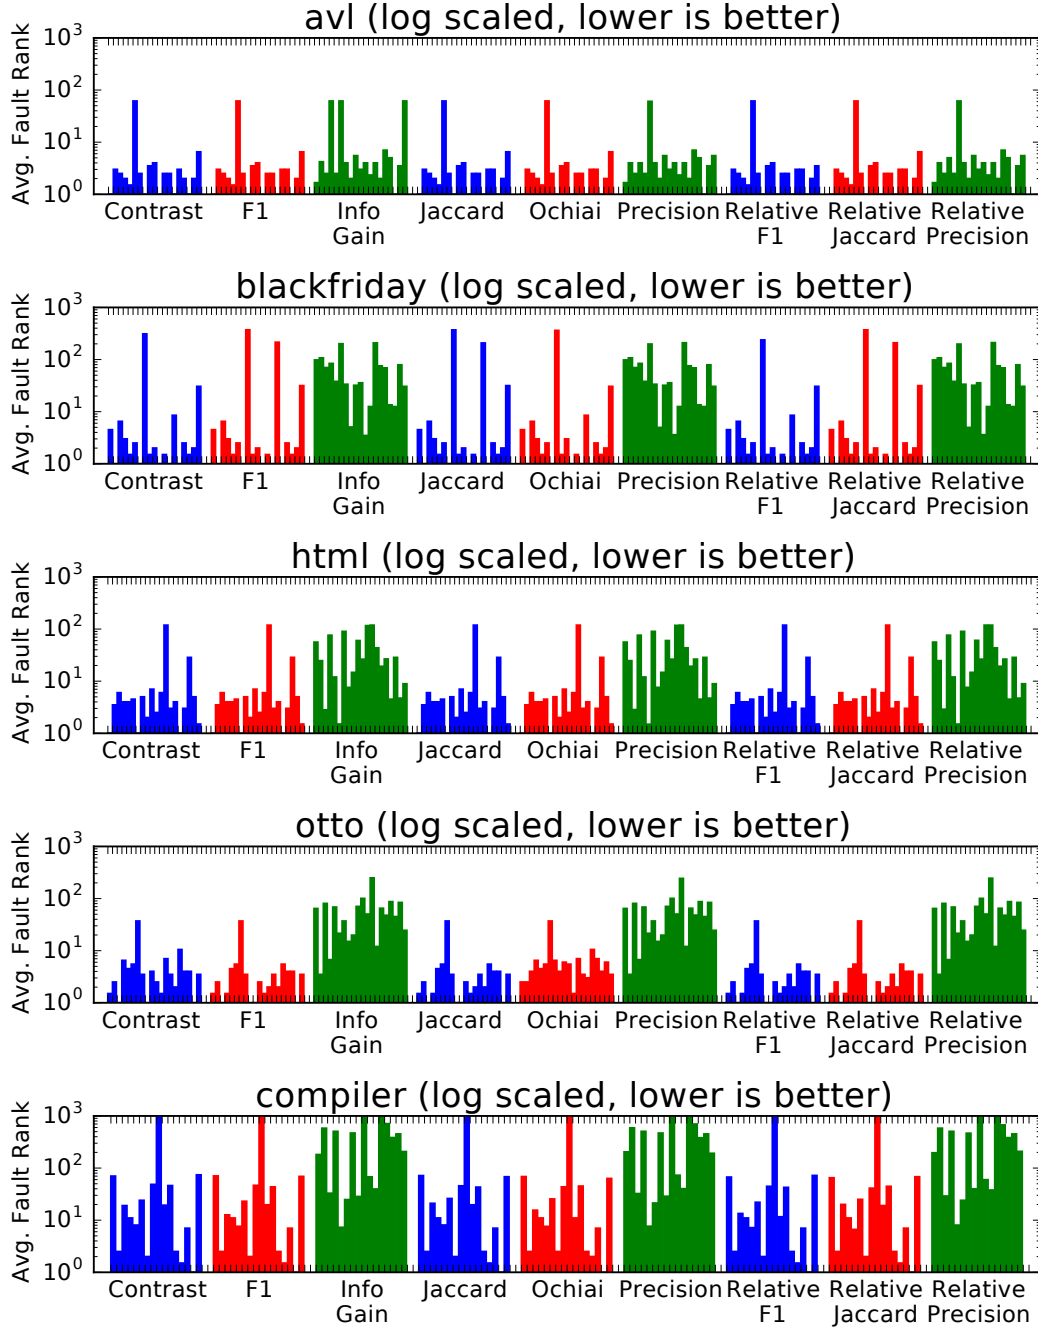 avl (log scaled, lower is better)
Avg. Fault Rank
10³
10²
10¹
10⁰
Contrast F1 Info Gain Jaccard Ochiai Precision Relative F1 Relative Jaccard Relative Precision
blackfriday (log scaled, lower is better)
Avg. Fault Rank
10³
10²
10¹
10⁰
Contrast F1 Info Gain Jaccard Ochiai Precision Relative F1 Relative Jaccard Relative Precision
html (log scaled, lower is better)
Avg. Fault Rank
10³
10²
10¹
10⁰
Contrast F1 Info Gain Jaccard Ochiai Precision Relative F1 Relative Jaccard Relative Precision
otto (log scaled, lower is better)
Avg. Fault Rank
10³
10²
10¹
10⁰
Contrast F1 Info Gain Jaccard Ochiai Precision Relative F1 Relative Jaccard Relative Precision
compiler (log scaled, lower is better)
Avg. Fault Rank
10³
10²
10¹
10⁰
Contrast F1 Info Gain Jaccard Ochiai Precision Relative F1 Relative Jaccard Relative Precision